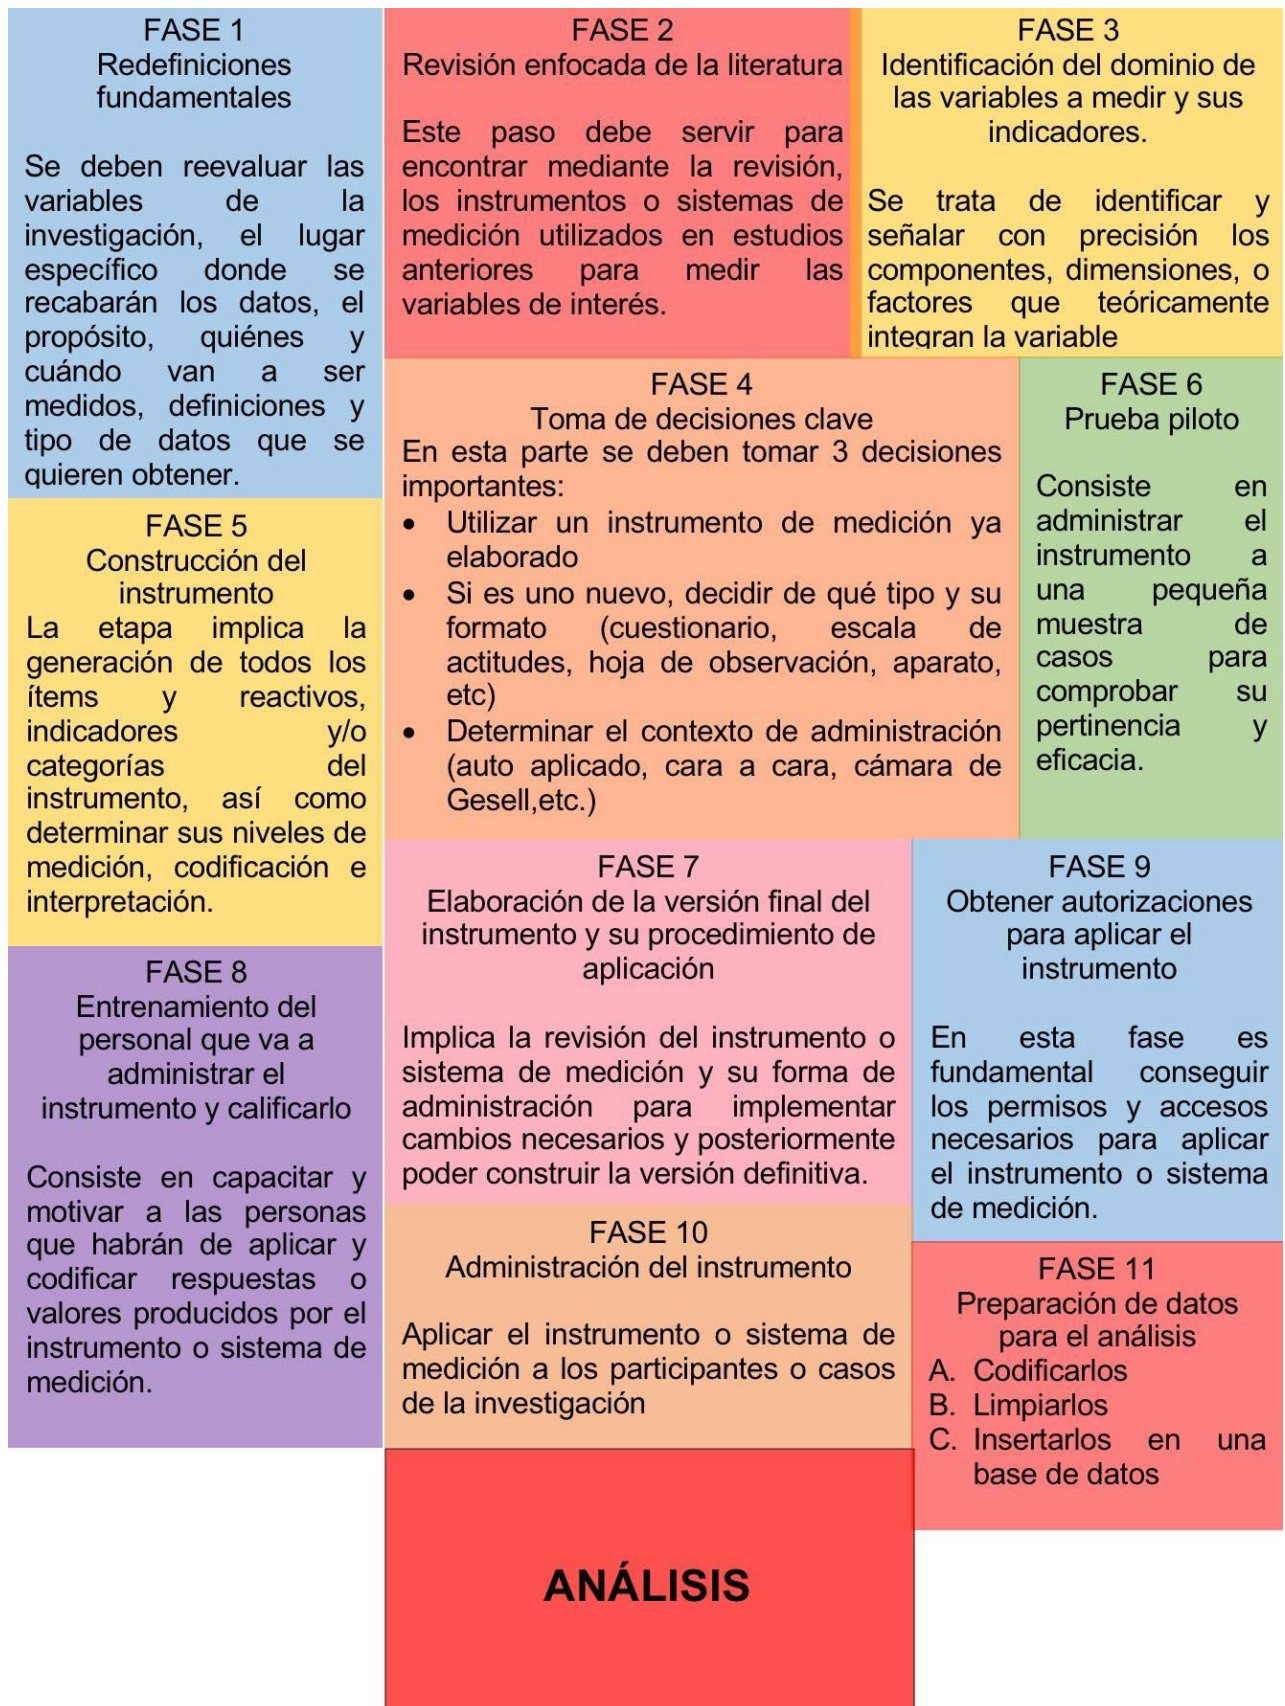 FASE 1
Redefiniciones
fundamentales
Se deben reevaluar las
variables de la
investigación, el lugar
específico donde se
recabarán los datos, el
propósito, quiénes y
cuándo van a ser
medidos, definiciones y
tipo de datos que se
quieren obtener.
FASE 2
Revisión enfocada de la literatura
Este paso debe servir para
encontrar mediante la revisión,
los instrumentos o sistemas de
medición utilizados en estudios
anteriores para medir las
variables de interés.
FASE 3
Identificación del dominio de
las variables a medir y sus
indicadores.
Se trata de identificar y
señalar con precisión los
componentes, dimensiones, o
factores que teóricamente
integran la variable
FASE 4
Toma de decisiones clave
En esta parte se deben tomar 3 decisiones
importantes:
• Utilizar un instrumento de medición ya
elaborado
• Si es uno nuevo, decidir de qué tipo y su
formato (cuestionario, escala de
actitudes, hoja de observación, aparato,
etc)
• Determinar el contexto de administración
(auto aplicado, cara a cara, cámara de
Gesell,etc.)
FASE 5
Construcción del
instrumento
La etapa implica la
generación de todos los
ítems y reactivos,
indicadores y/o
categorías del
instrumento, así como
determinar sus niveles de
medición, codificación e
interpretación.
FASE 6
Prueba piloto
Consiste en
administrar el
instrumento a
una pequeña
muestra de
casos para
comprobar su
pertinencia y
eficacia.
FASE 7
Elaboración de la versión final del
instrumento y su procedimiento de
aplicación
Implica la revisión del instrumento o
sistema de medición y su forma de
administración para implementar
cambios necesarios y posteriormente
poder construir la versión definitiva.
FASE 8
Entrenamiento del
personal que va a
administrar el
instrumento y calificarlo
Consiste en capacitar y
motivar a las personas
que habrán de aplicar y
codificar respuestas o
valores producidos por el
instrumento o sistema de
medición.
FASE 9
Obtener autorizaciones
para aplicar el
instrumento
En esta fase es
fundamental conseguir
los permisos y accesos
necesarios para aplicar
el instrumento o sistema
de medición.
FASE 10
Administración del instrumento
Aplicar el instrumento o sistema de
medición a los participantes o casos
de la investigación
FASE 11
Preparación de datos
para el análisis
A. Codificarlos
B. Limpiarlos
C. Insertarlos en una
base de datos
ANÁLISIS